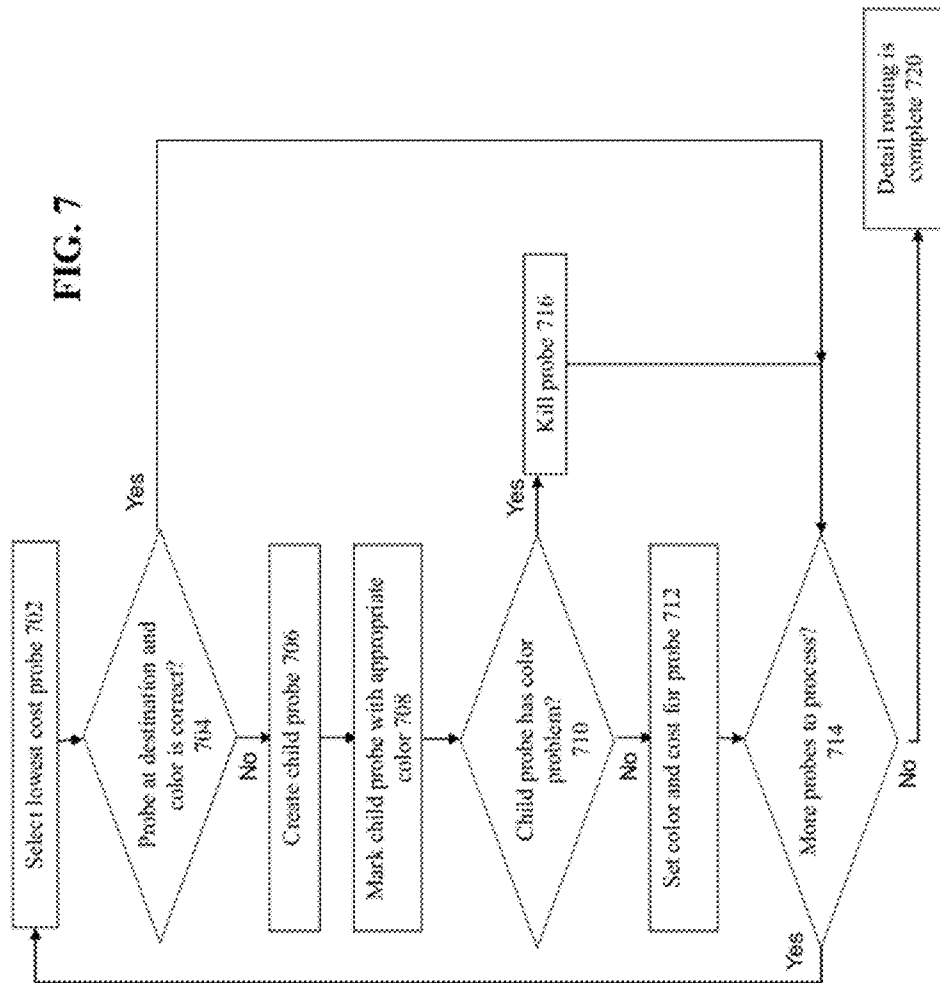 FIG. 7
Select lowest cost probe 702
Probe at destination and
color is correct?
704
Yes
No
Create child probe 706
Mark child probe with appropriate
color 708
Child probe has color
problem?
710
Yes
Kill probe 716
No
Set color and cost for probe 712
More probes to process?
714
Yes
No
Detail routing is
complete 720